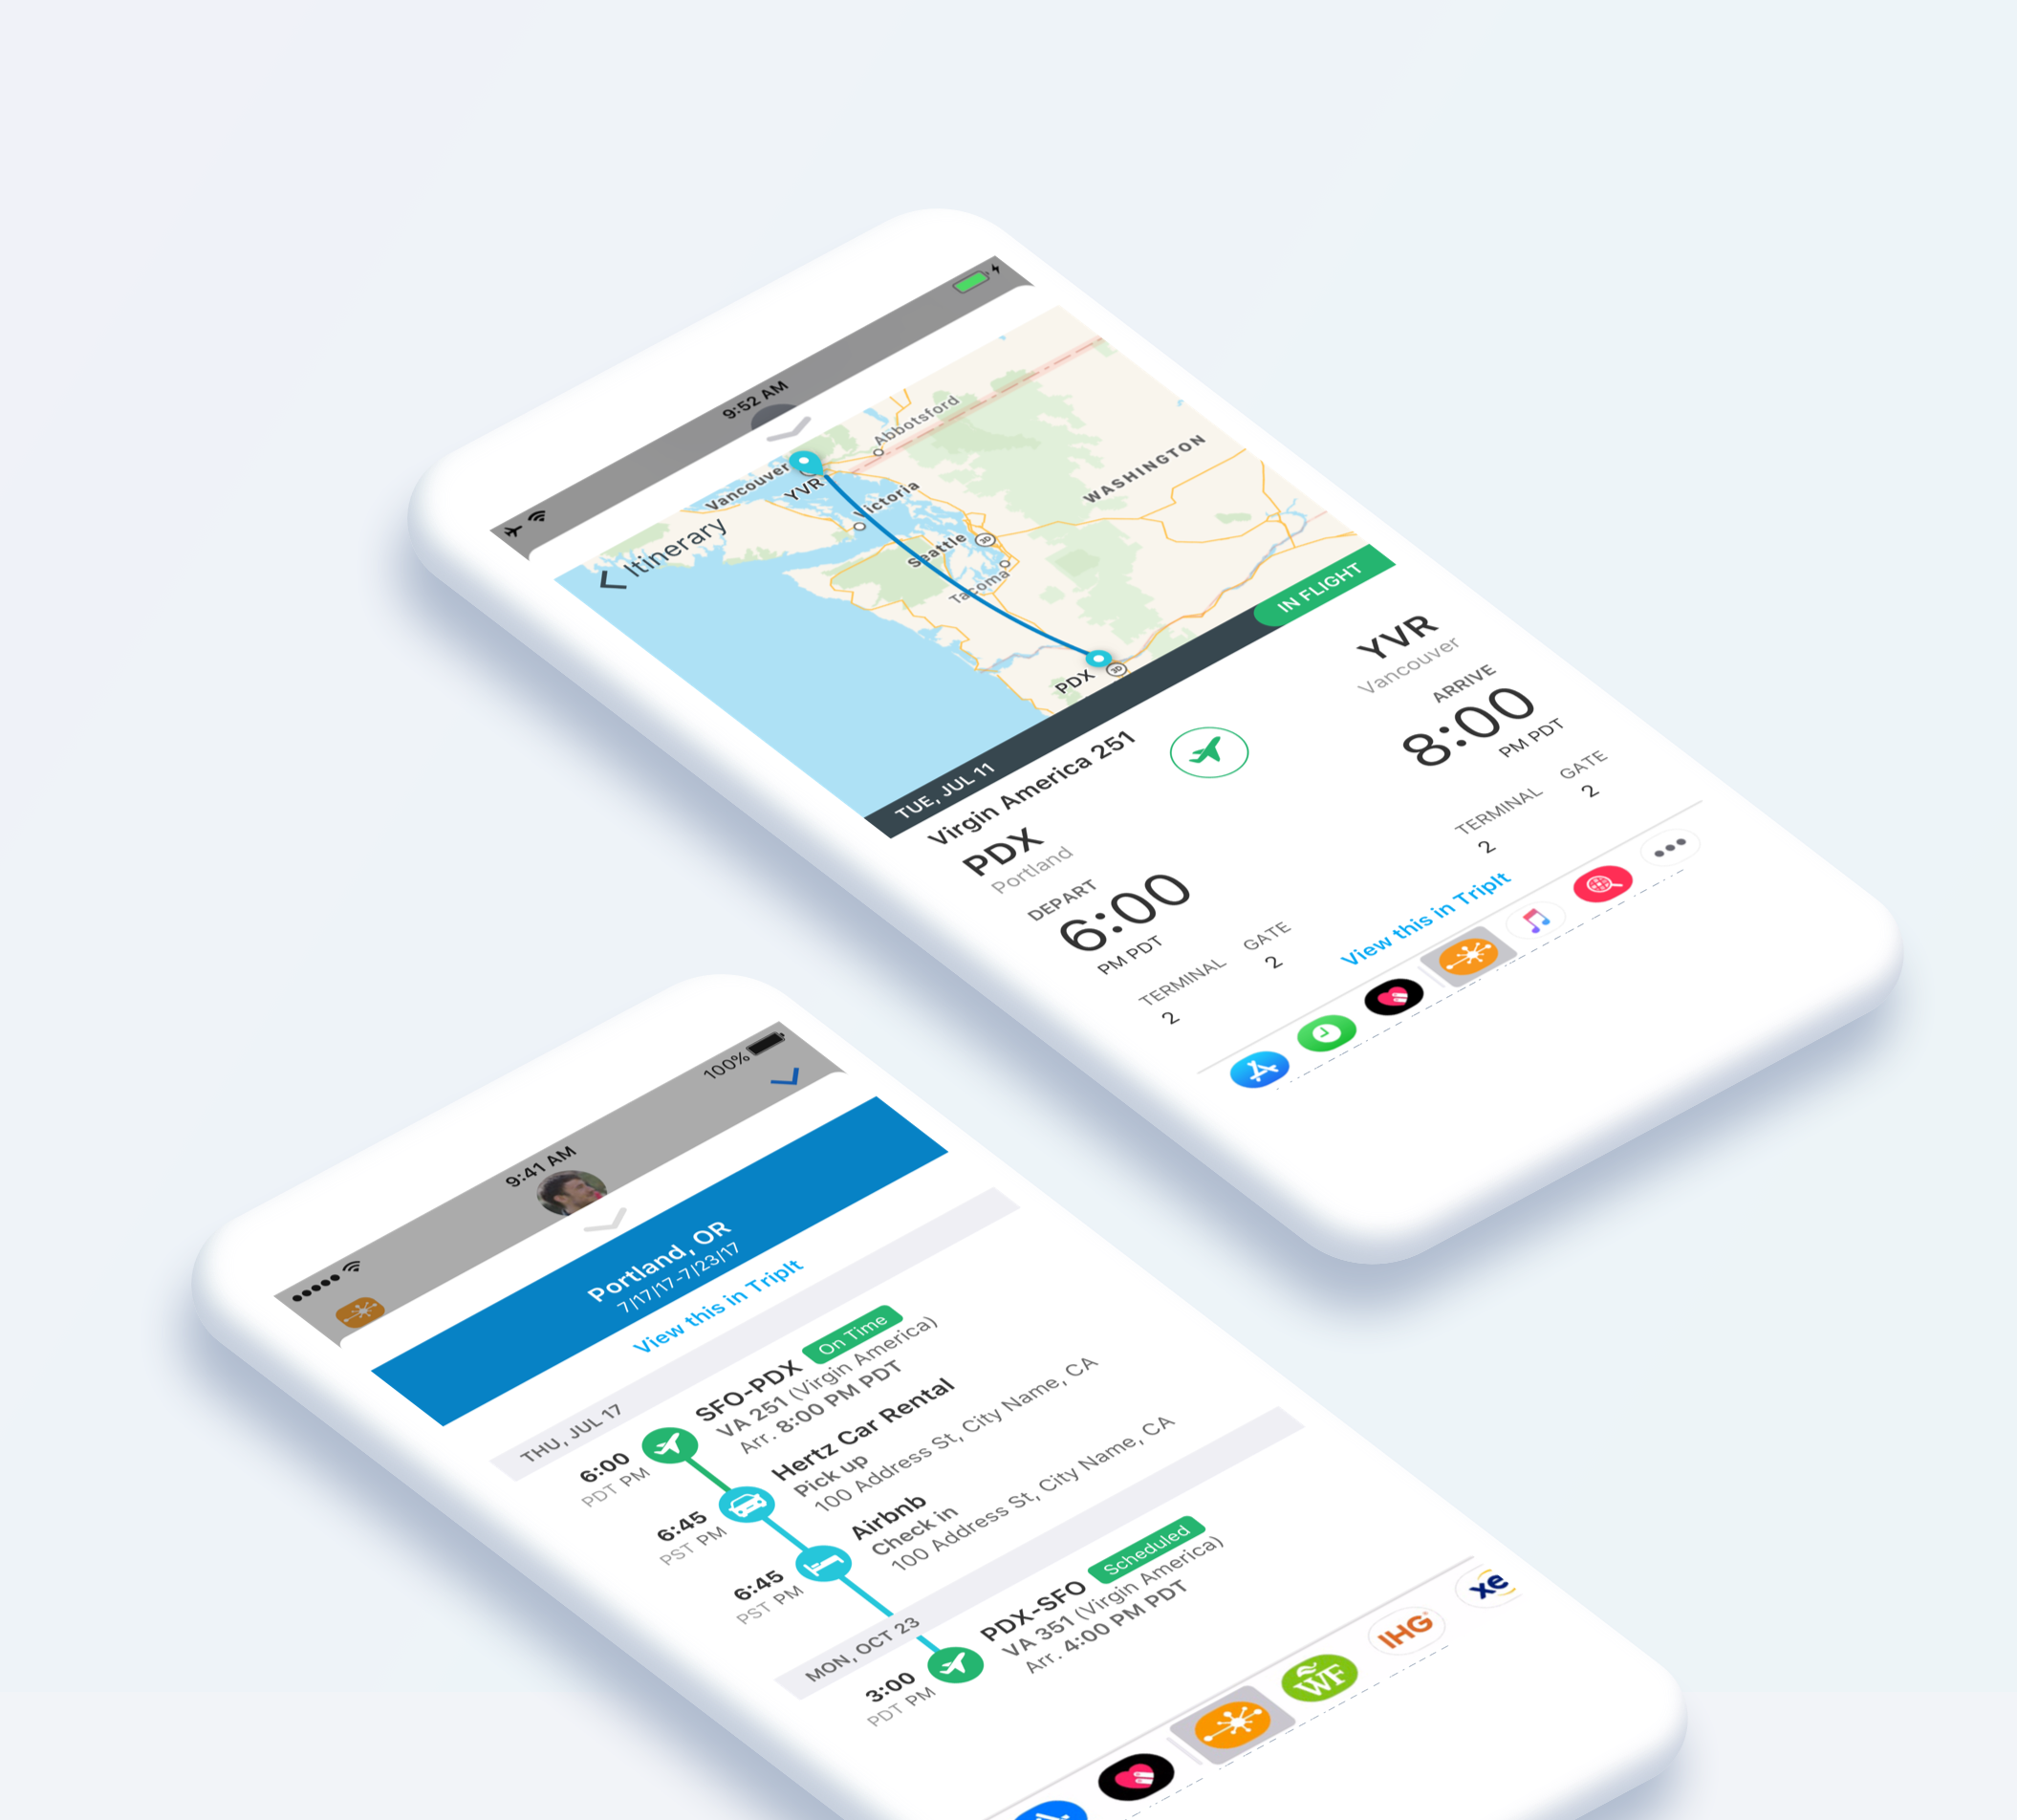 9:52 AM
Itinerary
Vancouver
YVR
Abbotsford
Victoria
WASHINGTON
Seattle
Tacoma
PDX
TUE, JUL 11
IN FLIGHT
Virgin America 251
PDX
Portland
YVR
Vancouver
DEPART
6:00
PM PDT
ARRIVE
8:00
PM PDT
TERMINAL
2
GATE
2
TERMINAL
2
GATE
2
View this in TripIt
9:41 AM
100%
Portland, OR
7/17/17-7/23/17
View this in TripIt
THU, JUL 17
6:00
PDT PM
SFO-PDX
On Time
VA 251 (Virgin America)
Arr. 8:00 PM PDT
6:45
PST PM
Hertz Car Rental
Pick up
100 Address St, City Name, CA
6:45
PST PM
Airbnb
Check in
100 Address St, City Name, CA
MON, OCT 23
3:00
PDT PM
PDX-SFO
Scheduled
VA 351 (Virgin America)
Arr. 4:00 PM PDT
WF
IHG
xe